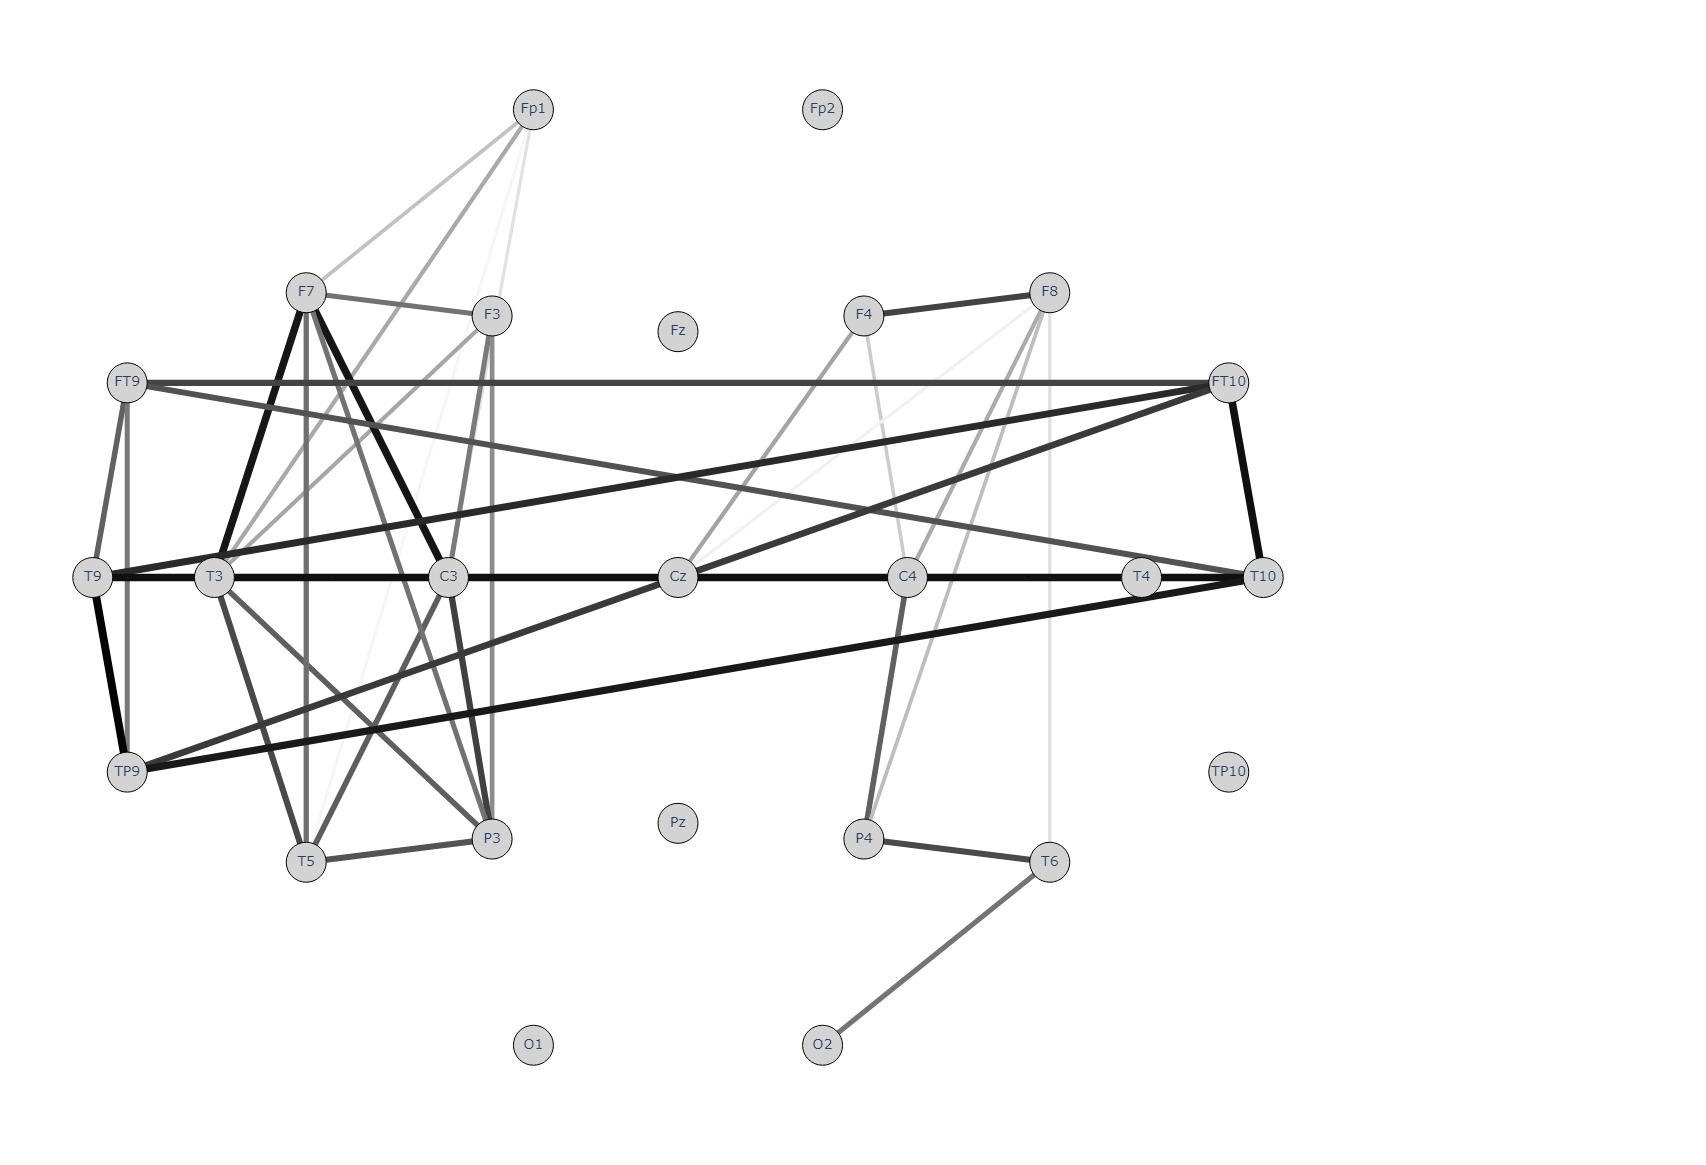 Fp1 Fp2
F7 F3 Fz F4 F8
FT9 FT10
T9 T3 C3 Cz C4 T4 T10
TP9 TP10
T5 P3 Pz P4 T6
O1 O2